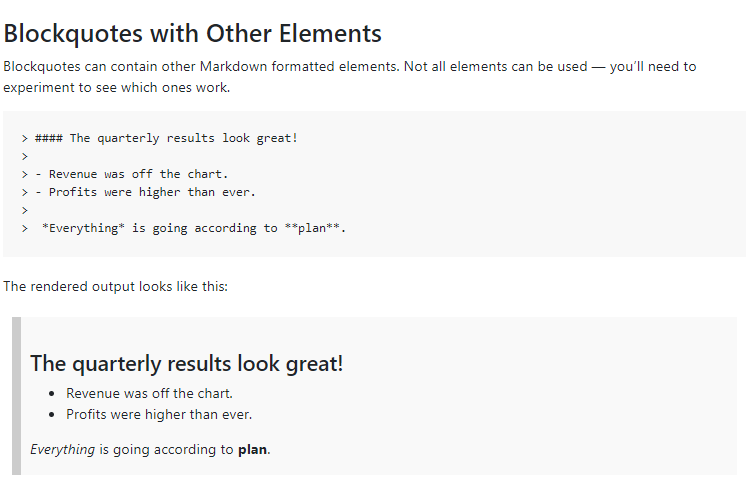 Blockquotes with Other Elements
Blockquotes can contain other Markdown formatted elements. Not all elements can be used — you’ll need to
experiment to see which ones work.
> #### The quarterly results look great!
>
> - Revenue was off the chart.
> - Profits were higher than ever.
>
>  *Everything* is going according to **plan**.
The rendered output looks like this:
The quarterly results look great!
• Revenue was off the chart.
• Profits were higher than ever.
Everything is going according to plan.